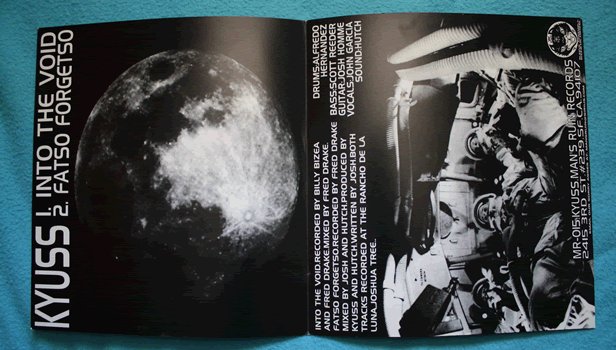 KYUSS 1. INTO THE VOID
2. FATSO FORGETSO
INTO THE VOID,RECORDED BY BILLY BIZEA
AND FRED DRAKE.MIXED BY FRED DRAKE.
FATSO FORGETSO,RECORDED BY FRED DRAKE
MIXED BY JOSH AND HUTCH.PRODUCED BY
KYUSS AND HUTCH.WRITTEN BY JOSH.BOTH
TRACKS RECORDED AT THE RANCHO DE LA
LUNA,JOSHUA TREE.
DRUMS:ALFREDO
HERNANDEZ
BASS:SCOTT REEDER
GUITAR:JOSH HOMME
VOCALS:JOHN GARCIA
SOUND:HUTCH
MR-015:KYUSS.MAN'S RUIN RECORDS
2415 3RD ST.#239 SF CA 94107